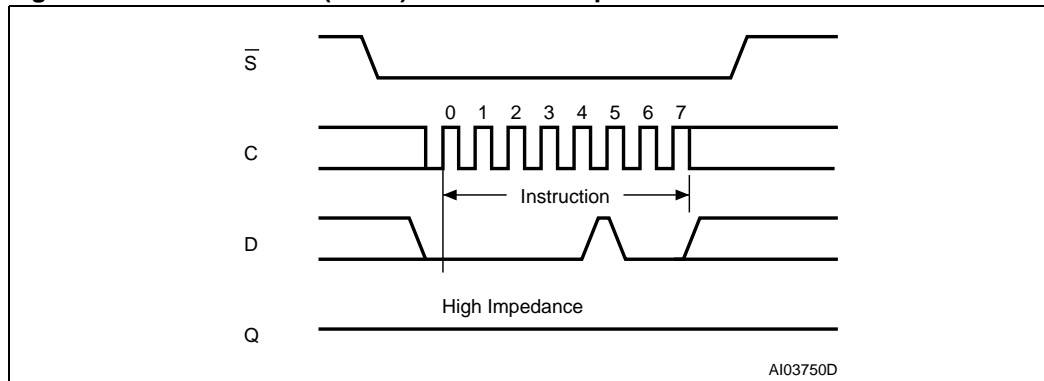 S̅
0 1 2 3 4 5 6 7
C
Instruction
D
High Impedance
Q
AI03750D